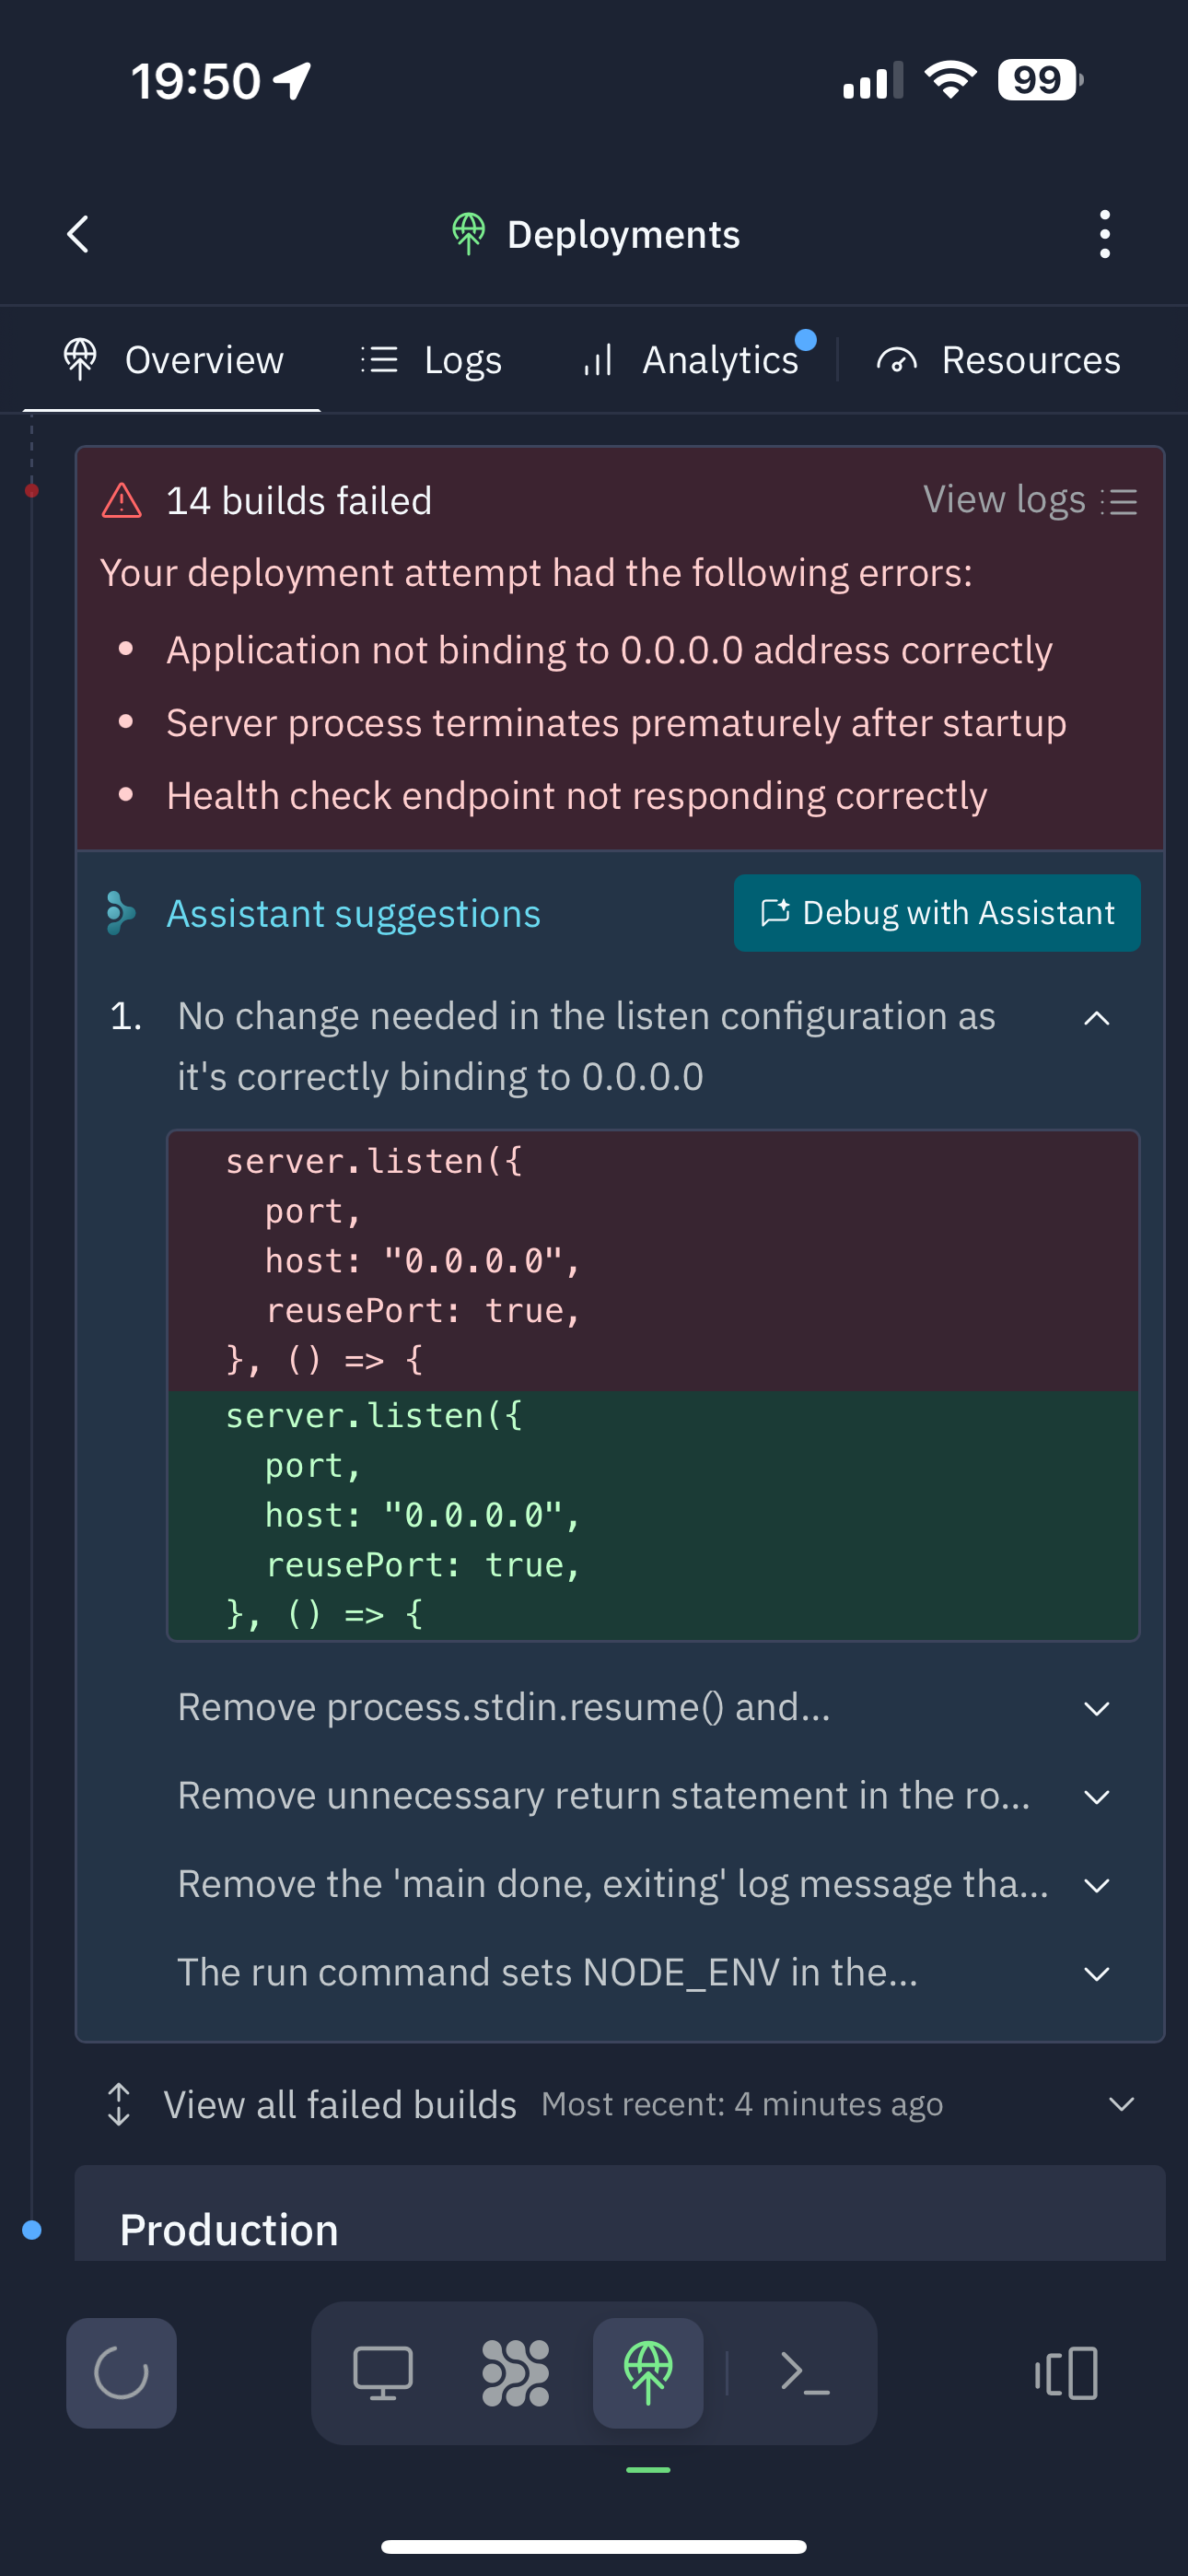 19:50
99
Deployments
Overview
Logs
Analytics
Resources
14 builds failed
View logs
Your deployment attempt had the following errors:
• Application not binding to 0.0.0.0 address correctly
• Server process terminates prematurely after startup
• Health check endpoint not responding correctly
Assistant suggestions
Debug with Assistant
1. No change needed in the listen configuration as
it's correctly binding to 0.0.0.0
server.listen({
port,
host: "0.0.0.0",
reusePort: true,
}, () => {
server.listen({
port,
host: "0.0.0.0",
reusePort: true,
}, () => {
Remove process.stdin.resume() and...
Remove unnecessary return statement in the ro...
Remove the 'main done, exiting' log message tha...
The run command sets NODE_ENV in the...
View all failed builds Most recent: 4 minutes ago
Production